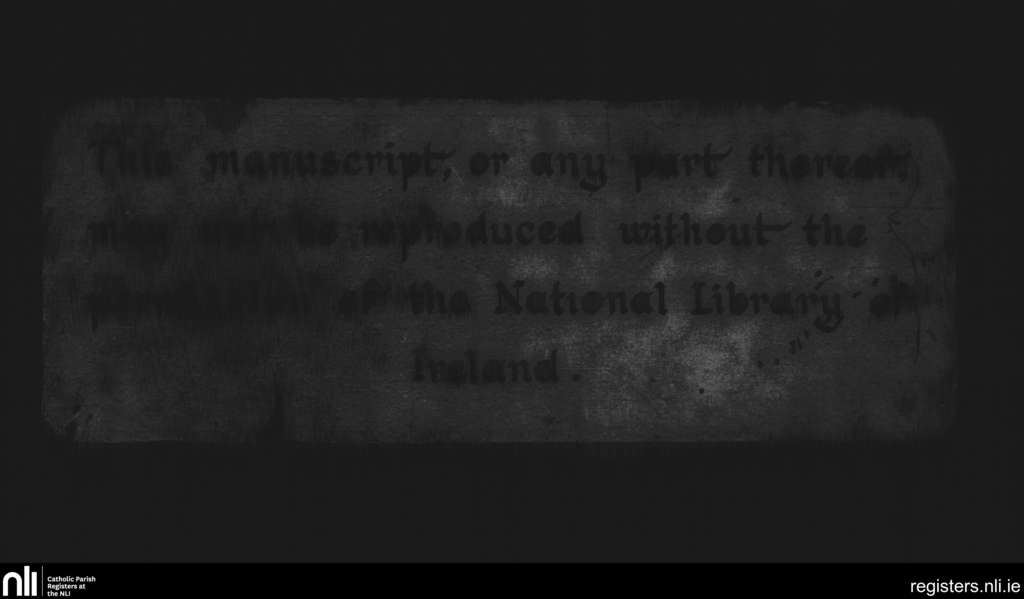 This manuscript, or any part thereof,
may not be reproduced without the
permission of the National Library of
Ireland.
nli
Catholic Parish
Registers at
the NLI
registers.nli.ie